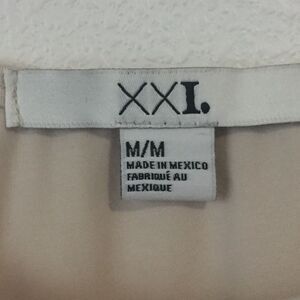 XXI.
M/M
MADE IN MEXICO
FABRIQUÉ AU
MEXIQUE